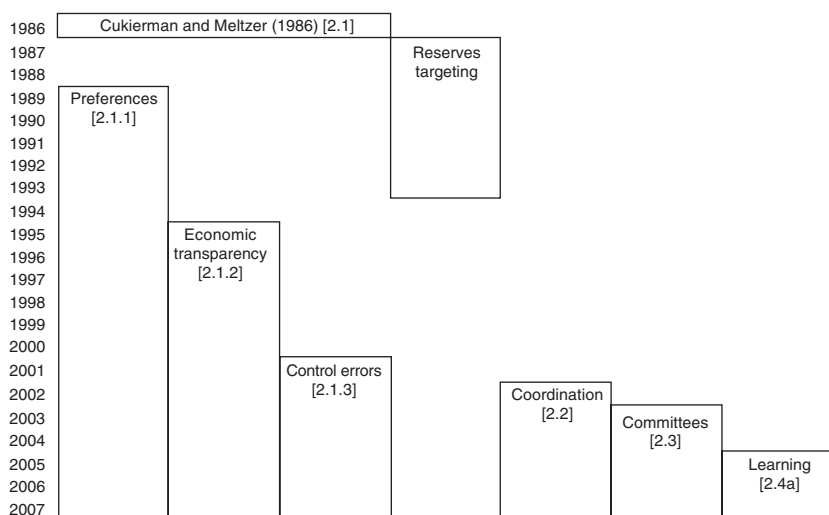 1986
Cukierman and Meltzer (1986) [2.1]
1987
Reserves
targeting
1988
1989
Preferences
[2.1.1]
1990
1991
1992
1993
1994
1995
Economic
transparency
[2.1.2]
1996
1997
1998
1999
2000
2001
Control errors
[2.1.3]
2002
Coordination
[2.2]
2003
Committees
[2.3]
2004
2005
Learning
[2.4a]
2006
2007